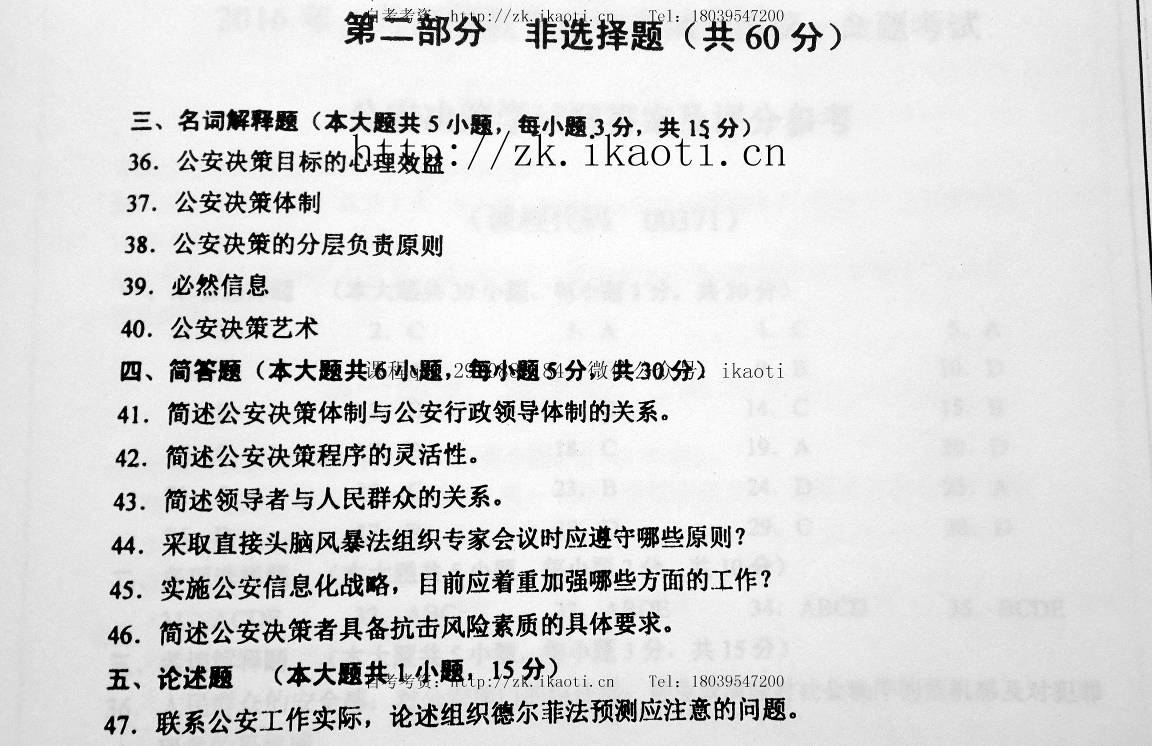 自考考资：http://zk.ikaoti.cn Tel：18039547200
第二部分 非选择题（共 60 分）
三、名词解释题（本大题共 5 小题，每小题 3 分，共 15 分）
http://zk.ikaoti.cn
36．公安决策目标的心理效益
37．公安决策体制
38．公安决策的分层负责原则
39．必然信息
40．公安决策艺术
四、简答题（本大题共 6 小题，每小题 5 分，共 30 分）
ikaoti
41．简述公安决策体制与公安行政领导体制的关系。
42．简述公安决策程序的灵活性。
43．简述领导者与人民群众的关系。
44．采取直接头脑风暴法组织专家会议时应遵守哪些原则？
45．实施公安信息化战略，目前应着重加强哪些方面的工作？
46．简述公安决策者具备抗击风险素质的具体要求。
五、论述题 （本大题共 1 小题，15 分）
自考考资：http://zk.ikaoti.cn Tel：18039547200
47．联系公安工作实际，论述组织德尔菲法预测应注意的问题。